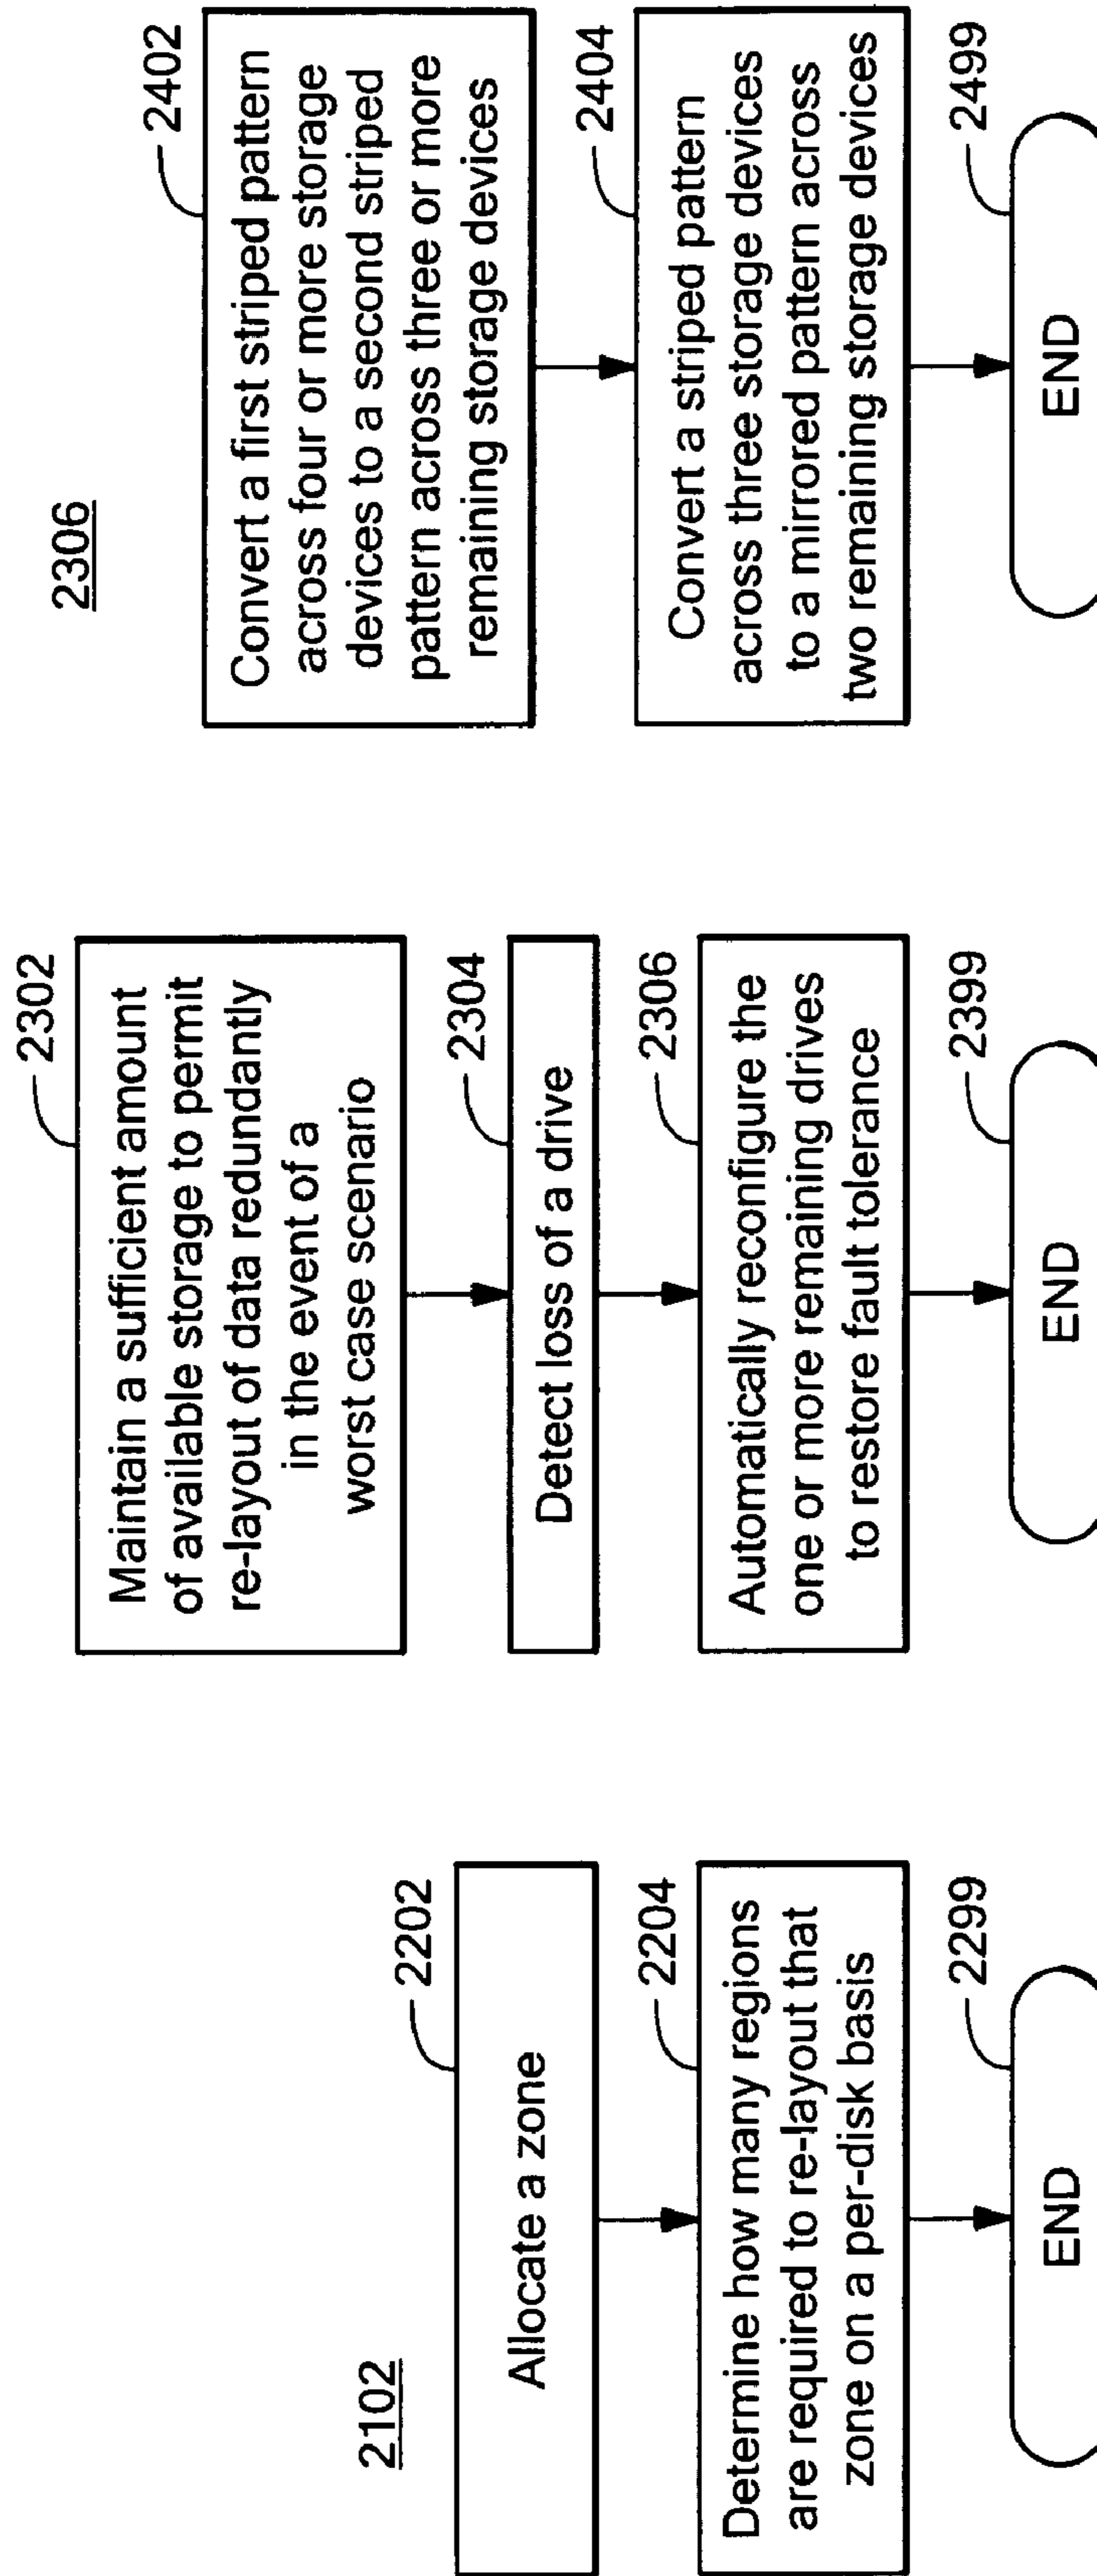 2102
2202
Allocate a zone
2204
Determine how many regions
are required to re-layout that
zone on a per-disk basis
2299
END
2302
Maintain a sufficient amount
of available storage to permit
re-layout of data redundantly
in the event of a
worst case scenario
2304
Detect loss of a drive
2306
Automatically reconfigure the
one or more remaining drives
to restore fault tolerance
2399
END
2306
2402
Convert a first striped pattern
across four or more storage
devices to a second striped
pattern across three or more
remaining storage devices
2404
Convert a striped pattern
across three storage devices
to a mirrored pattern across
two remaining storage devices
2499
END